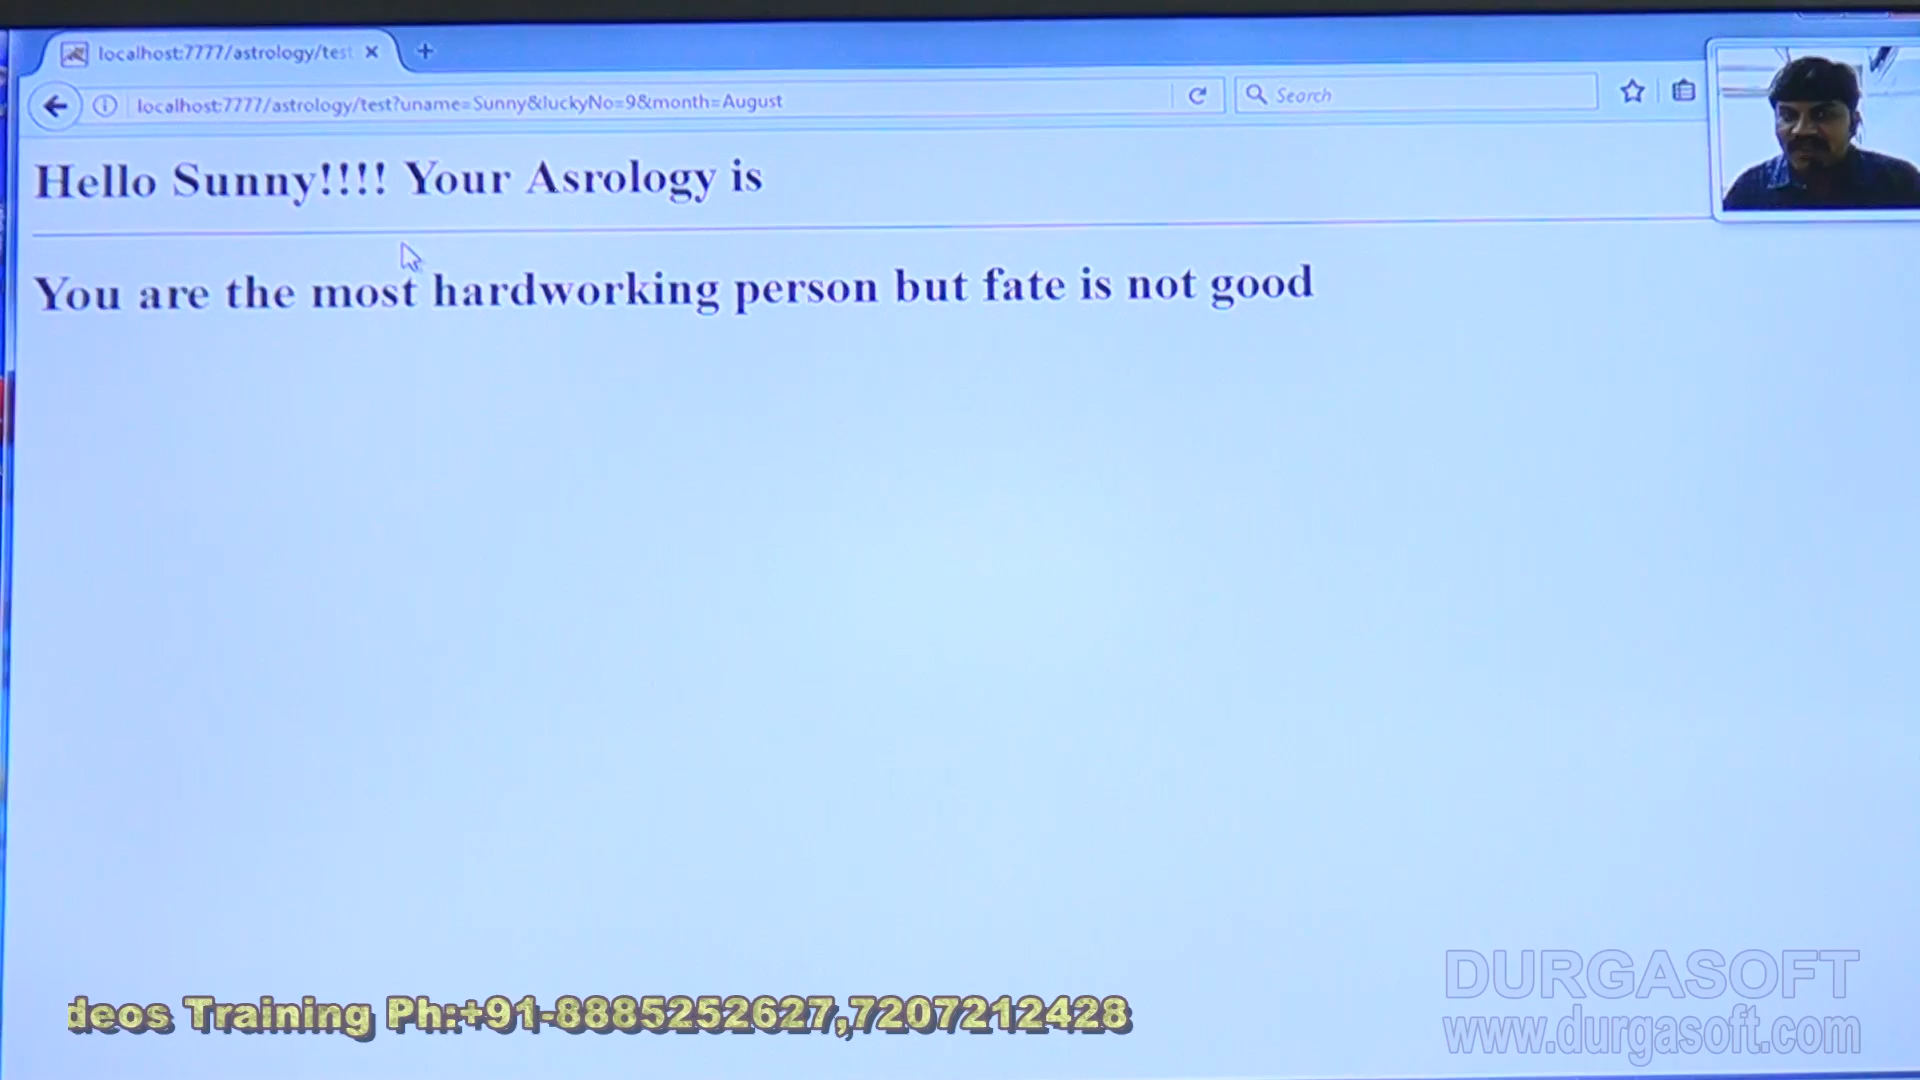 localhost:7777/astrology/test
localhost:7777/astrology/test?uname=Sunny&luckyNo=9&month=August
Search
Hello Sunny!!!! Your Asrology is
You are the most hardworking person but fate is not good
deos Training Ph:+91-8885252627,7207212428
DURGASOFT
www.durgasoft.com